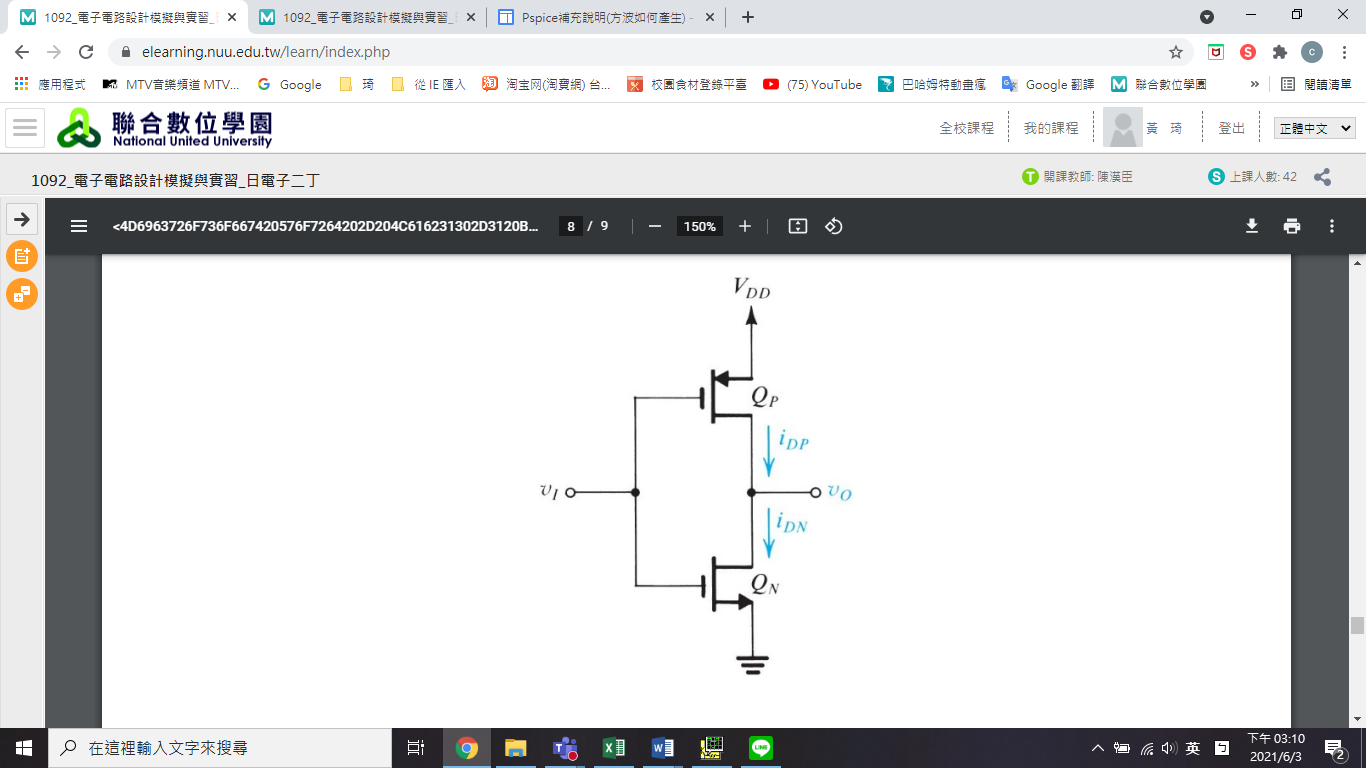 1092_電子電路設計模擬與實習_
1092_電子電路設計模擬與實習_
Pspice補充說明(方波如何產生) -
elearning.nuu.edu.tw/learn/index.php
c
應用程式
MTV音樂頻道 MTV...
Google
琦
從 IE 匯入
淘宝网(淘寶網) 台...
校園食材登錄平臺
(75) YouTube
巴哈姆特動畫瘋
Google 翻譯
聯合數位學園
»
閱讀清單
聯合數位學園
National United University
全校課程
我的課程
黃 琦
登出
正體中文
1092_電子電路設計模擬與實習_日電子二丁
T 開課教師: 陳漢臣
S 上課人數: 42
<4D6963726F736F667420576F7264202D204C616231302D3120B...
8 / 9
150%
VDD
QP
iDP
vI
vO
iDN
QN
在這裡輸入文字來搜尋
英
下午 03:10
2021/6/3
2